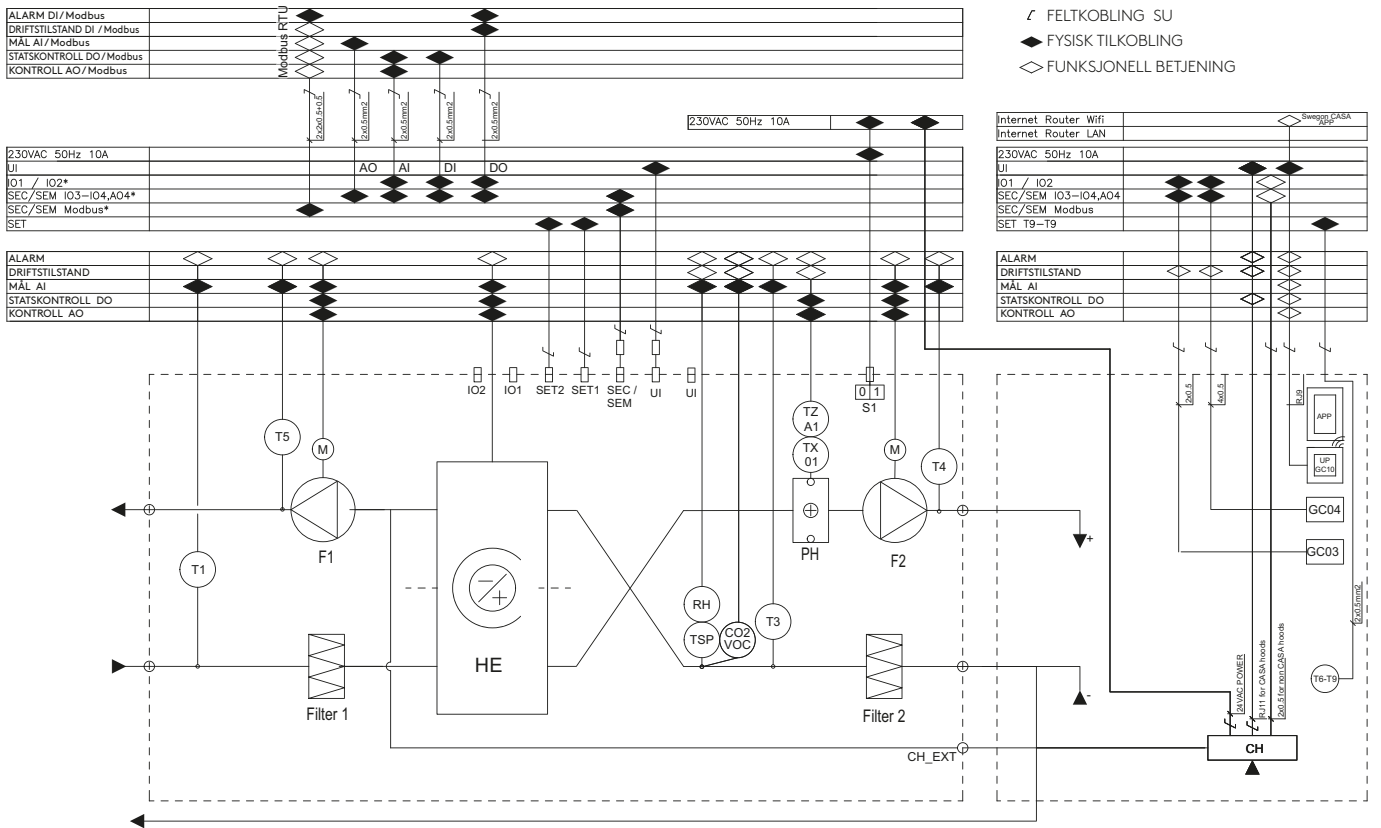 ALARM DI/Modbus
DRIFTSTILSTAND DI /Modbus
MÅL AI/Modbus
STATSKONTROLL DO/Modbus
KONTROLL AO/Modbus
Modbus RTU
FELTKOBLING SU
FYSISK TILKOBLING
FUNKSJONELL BETJENING
2x2x0.5+0.5
2x0.5mm2
2x0.5mm2
2x0.5mm2
2x0.5mm2
230VAC 50Hz 10A
Internet Router Wifi
Internet Router LAN
Swegon CASA
APP
230VAC 50Hz 10A
UI
IO1 / IO2*
SEC/SEM IO3-IO4,AO4*
SEC/SEM Modbus*
SET
AO
AI
DI
DO
230VAC 50Hz 10A
UI
IO1 / IO2
SEC/SEM IO3-IO4,AO4
SEC/SEM Modbus
SET T9-T9
ALARM
DRIFTSTILSTAND
MÅL AI
STATSKONTROLL DO
KONTROLL AO
ALARM
DRIFTSTILSTAND
MÅL AI
STATSKONTROLL DO
KONTROLL AO
IO2
IO1
SET2
SET1
SEC /
SEM
UI
UI
0 1
S1
2x0.5
4x0.5
RJ9
APP
UP
GC10
GC04
GC03
2x0.5mm2
T6-T9
T5
M
TZ
A1
TX
01
M
T4
F1
PH
F2
T1
HE
RH
TSP
CO2
VOC
T3
Filter 1
Filter 2
24VAC POWER
RJ11 for CASA hoods
2x0.5 for non CASA hoods
CH
CH_EXT
+
-